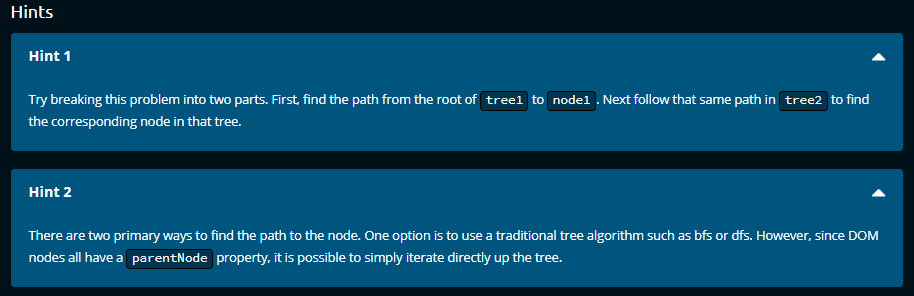 Hints
Hint 1
Try breaking this problem into two parts. First, find the path from the root of tree1 to node1. Next follow that same path in tree2 to find
the corresponding node in that tree.
Hint 2
There are two primary ways to find the path to the node. One option is to use a traditional tree algorithm such as bfs or dfs. However, since DOM
nodes all have a parentNode property, it is possible to simply iterate directly up the tree.